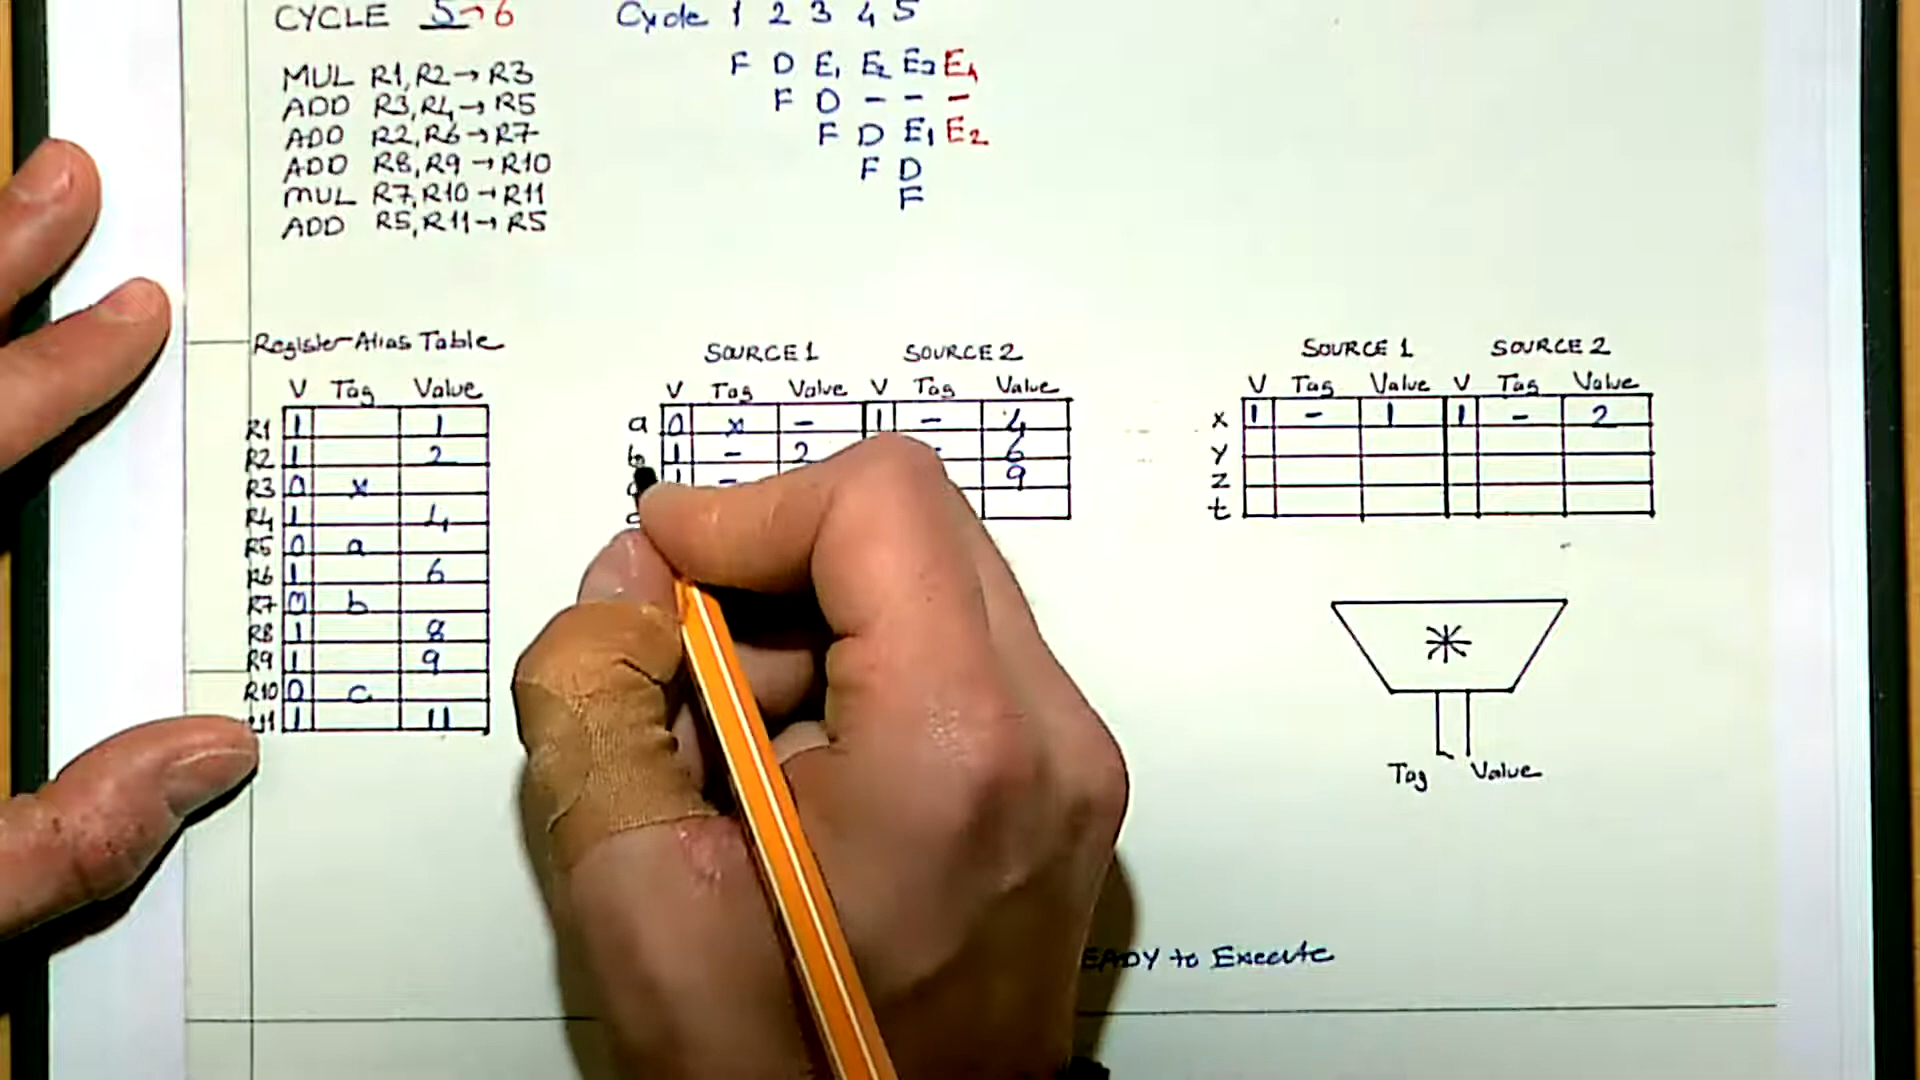 CYCLE 5→6
Cycle 1 2 3 4 5
MUL R1, R2 → R3
ADD R3, R4 → R5
ADD R2, R6 → R7
ADD R8, R9 → R10
MUL R7, R10 → R11
ADD R5, R11 → R5
F D E1 E2 E3 E4
F D - - -
F D E1 E2
F D
F
Register Alias Table
V Tag Value
R1 1 1
R2 1 2
R3 0 x
R4 1 4
R5 0 a
R6 1 6
R7 0 b
R8 1 8
R9 1 9
R10 0 c
1 11
SOURCE 1 SOURCE 2
V Tag Value V Tag Value
a 0 x - 1 - 4
b 1 - 2 - 6
1 - 9
SOURCE 1 SOURCE 2
V Tag Value V Tag Value
x 1 - 1 1 - 2
y
z
t
*
Tag Value
EADY to Execute